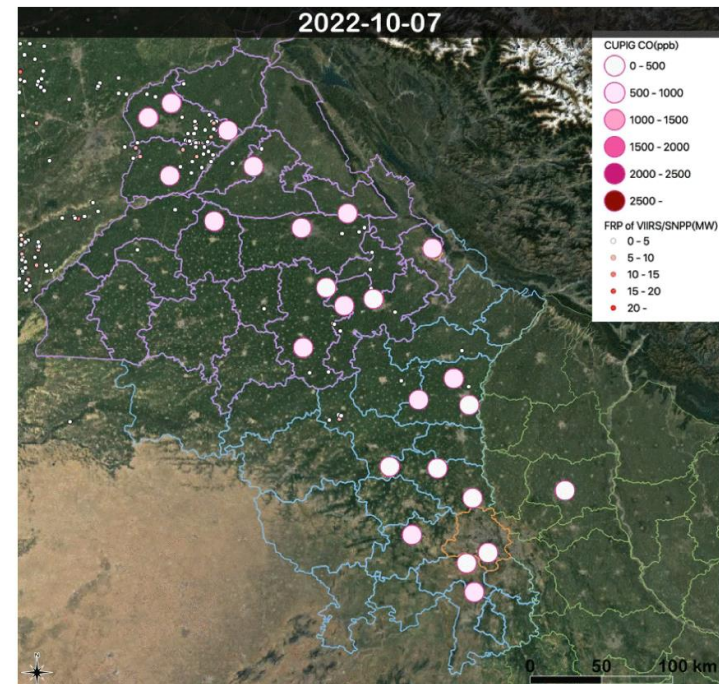 2022-10-07
CUPIG CO(ppb)
0 - 500
500 - 1000
1000 - 1500
1500 - 2000
2000 - 2500
2500 -
FRP of VIIRS/SNPP(MW)
0 - 5
5 - 10
10 - 15
15 - 20
20 -
N
0 50 100 km